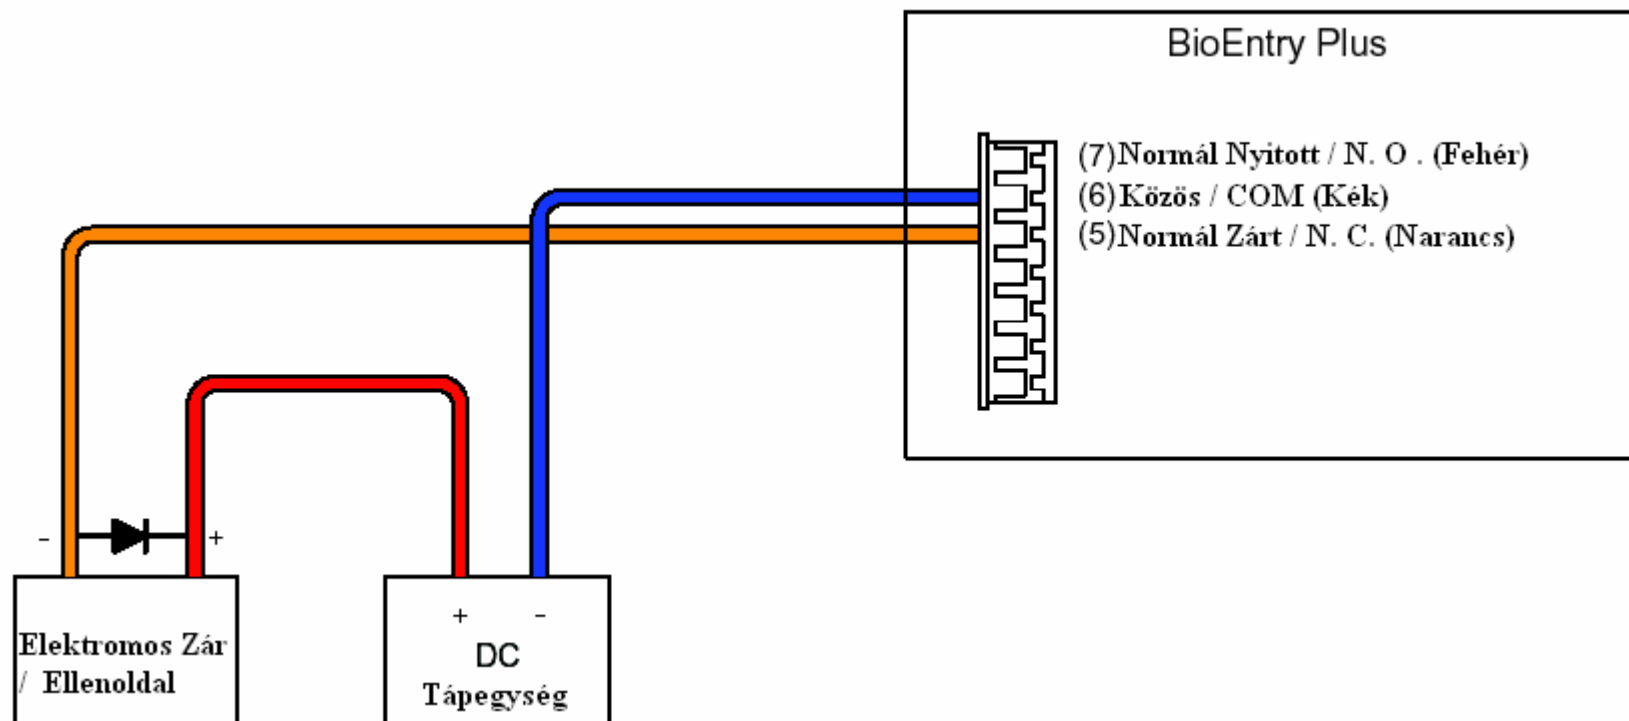 BioEntry Plus
(7)Normál Nyitott / N. O . (Fehér)
(6)Közös / COM (Kék)
(5)Normál Zárt / N. C. (Narancs)
- +
+ -
Elektromos Zár
/ Ellenoldal
DC
Tápegység